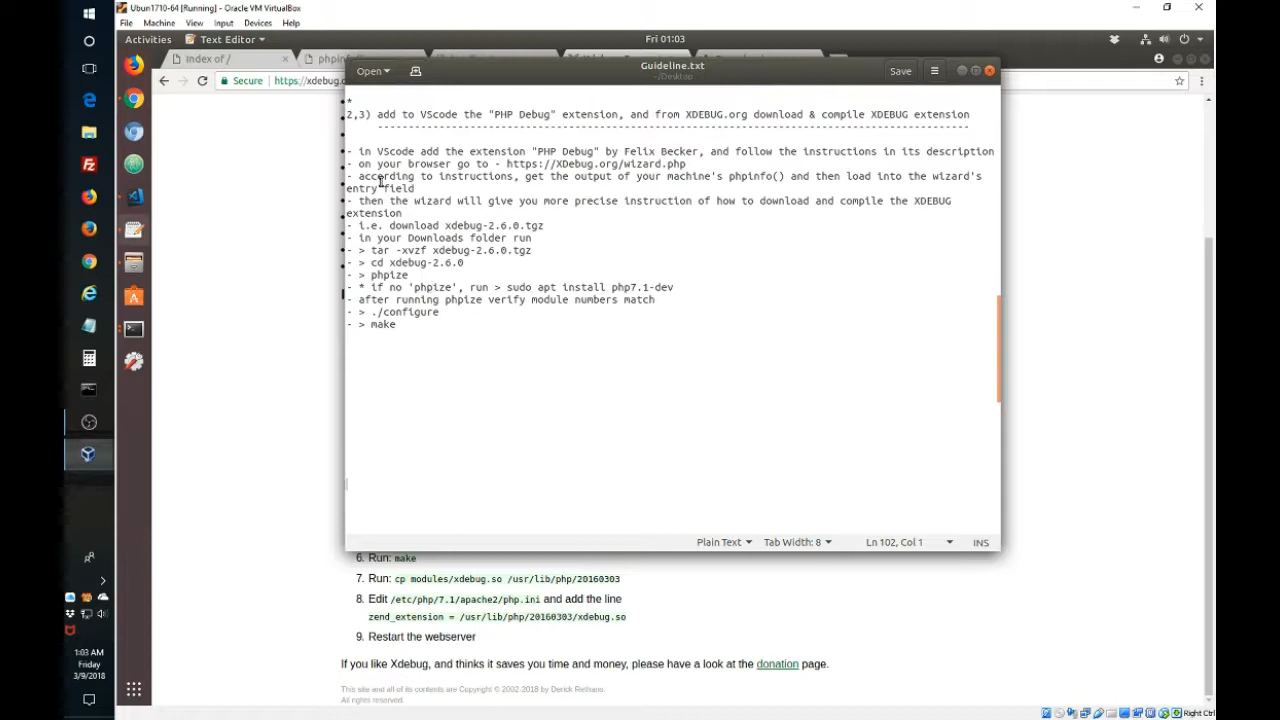 Ubun1710-64 [Running] - Oracle VM VirtualBox
File Machine View Input Devices Help
Activities Text Editor Fri 01:03
Index of /
phpinfo
Secure https://xdebug.o
Open Guideline.txt Save
~/Desktop
*
2,3) add to VScode the "PHP Debug" extension, and from XDEBUG.org download & compile XDEBUG extension
- in VScode add the extension "PHP Debug" by Felix Becker, and follow the instructions in its description
- on your browser go to - https://XDebug.org/wizard.php
- according to instructions, get the output of your machine's phpinfo() and then load into the wizard's
entry field
- then the wizard will give you more precise instruction of how to download and compile the XDEBUG
extension
- i.e. download xdebug-2.6.0.tgz
- in your Downloads folder run
- > tar -xvzf xdebug-2.6.0.tgz
- > cd xdebug-2.6.0
- > phpize
- * if no 'phpize', run > sudo apt install php7.1-dev
- after running phpize verify module numbers match
- > ./configure
- > make
Plain Text Tab Width: 8 Ln 102, Col 1 INS
6. Run: make
7. Run: cp modules/xdebug.so /usr/lib/php/20160303
8. Edit /etc/php/7.1/apache2/php.ini and add the line
zend_extension = /usr/lib/php/20160303/xdebug.so
9. Restart the webserver
If you like Xdebug, and thinks it saves you time and money, please have a look at the donation page.
This site and all of its contents are Copyright © 2002-2018 by Derick Rethans.
All rights reserved.
1:03 AM
Friday
3/9/2018
Right Ctrl